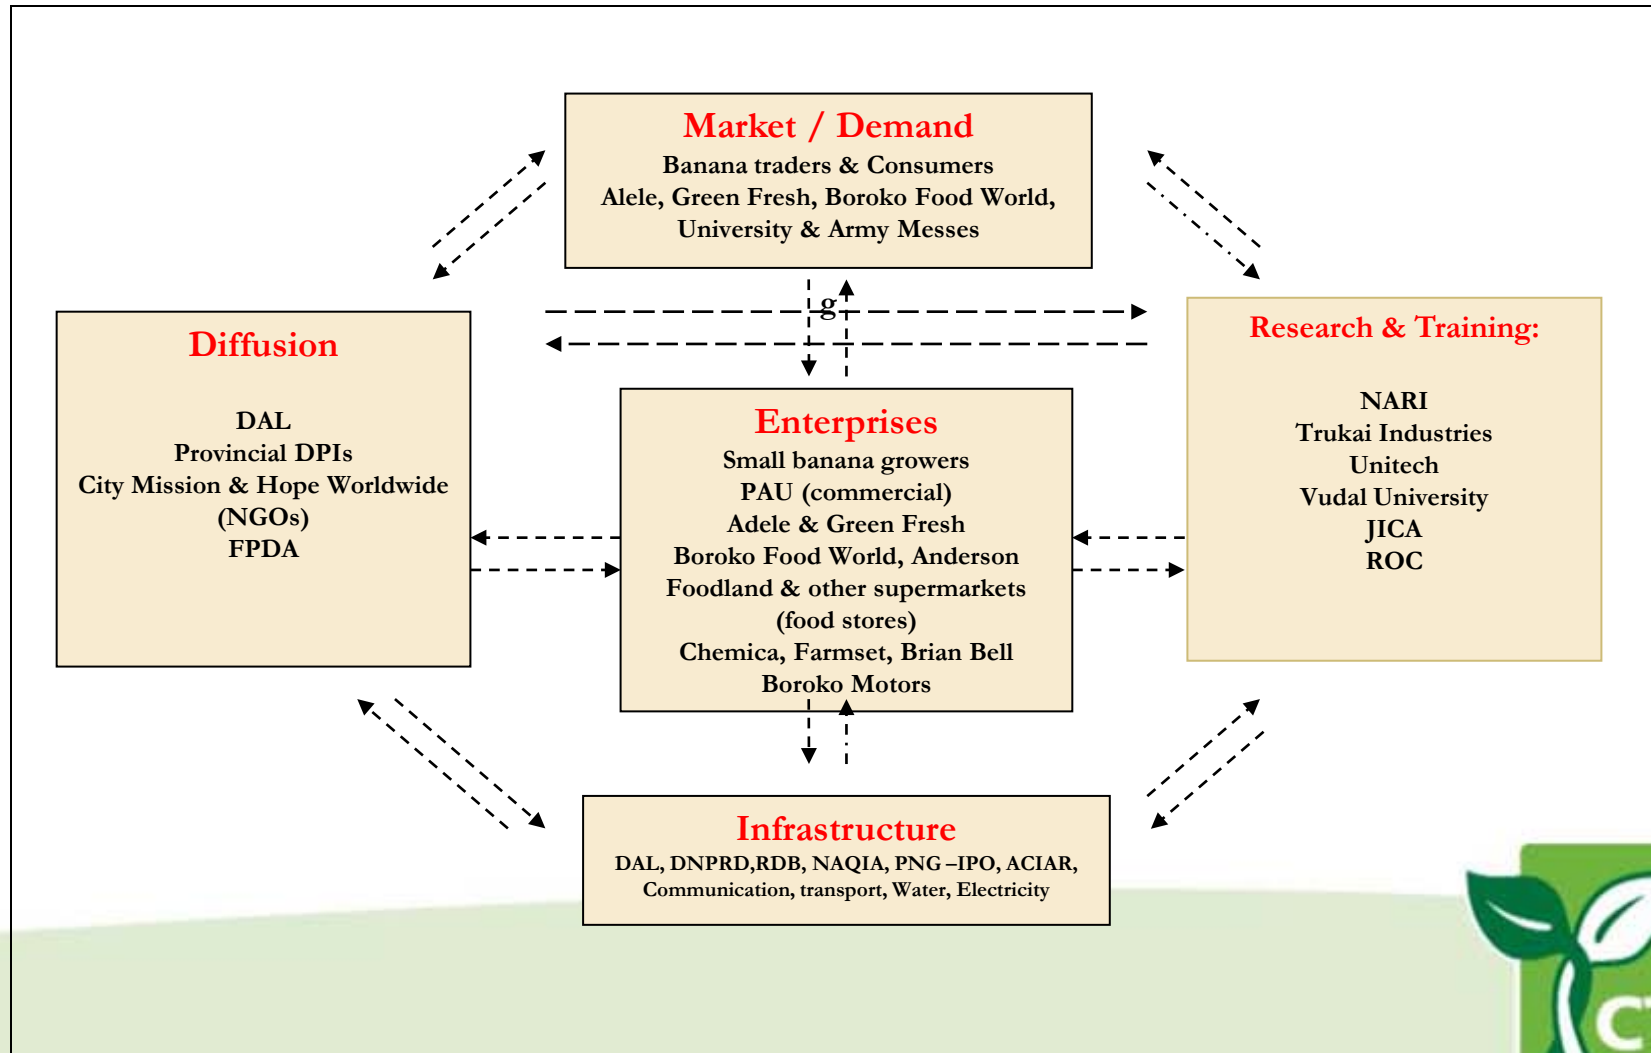 Market / Demand
Banana traders & Consumers
Alele, Green Fresh, Boroko Food World,
University & Army Messes
g
Diffusion
DAL
Provincial DPIs
City Mission & Hope Worldwide
(NGOs)
FPDA
Enterprises
Small banana growers
PAU (commercial)
Adele & Green Fresh
Boroko Food World, Anderson
Foodland & other supermarkets
(food stores)
Chemica, Farmset, Brian Bell
Boroko Motors
Research & Training:
NARI
Trukai Industries
Unitech
Vudal University
JICA
ROC
Infrastructure
DAL, DNPRD,RDB, NAQIA, PNG –IPO, ACIAR,
Communication, transport, Water, Electricity